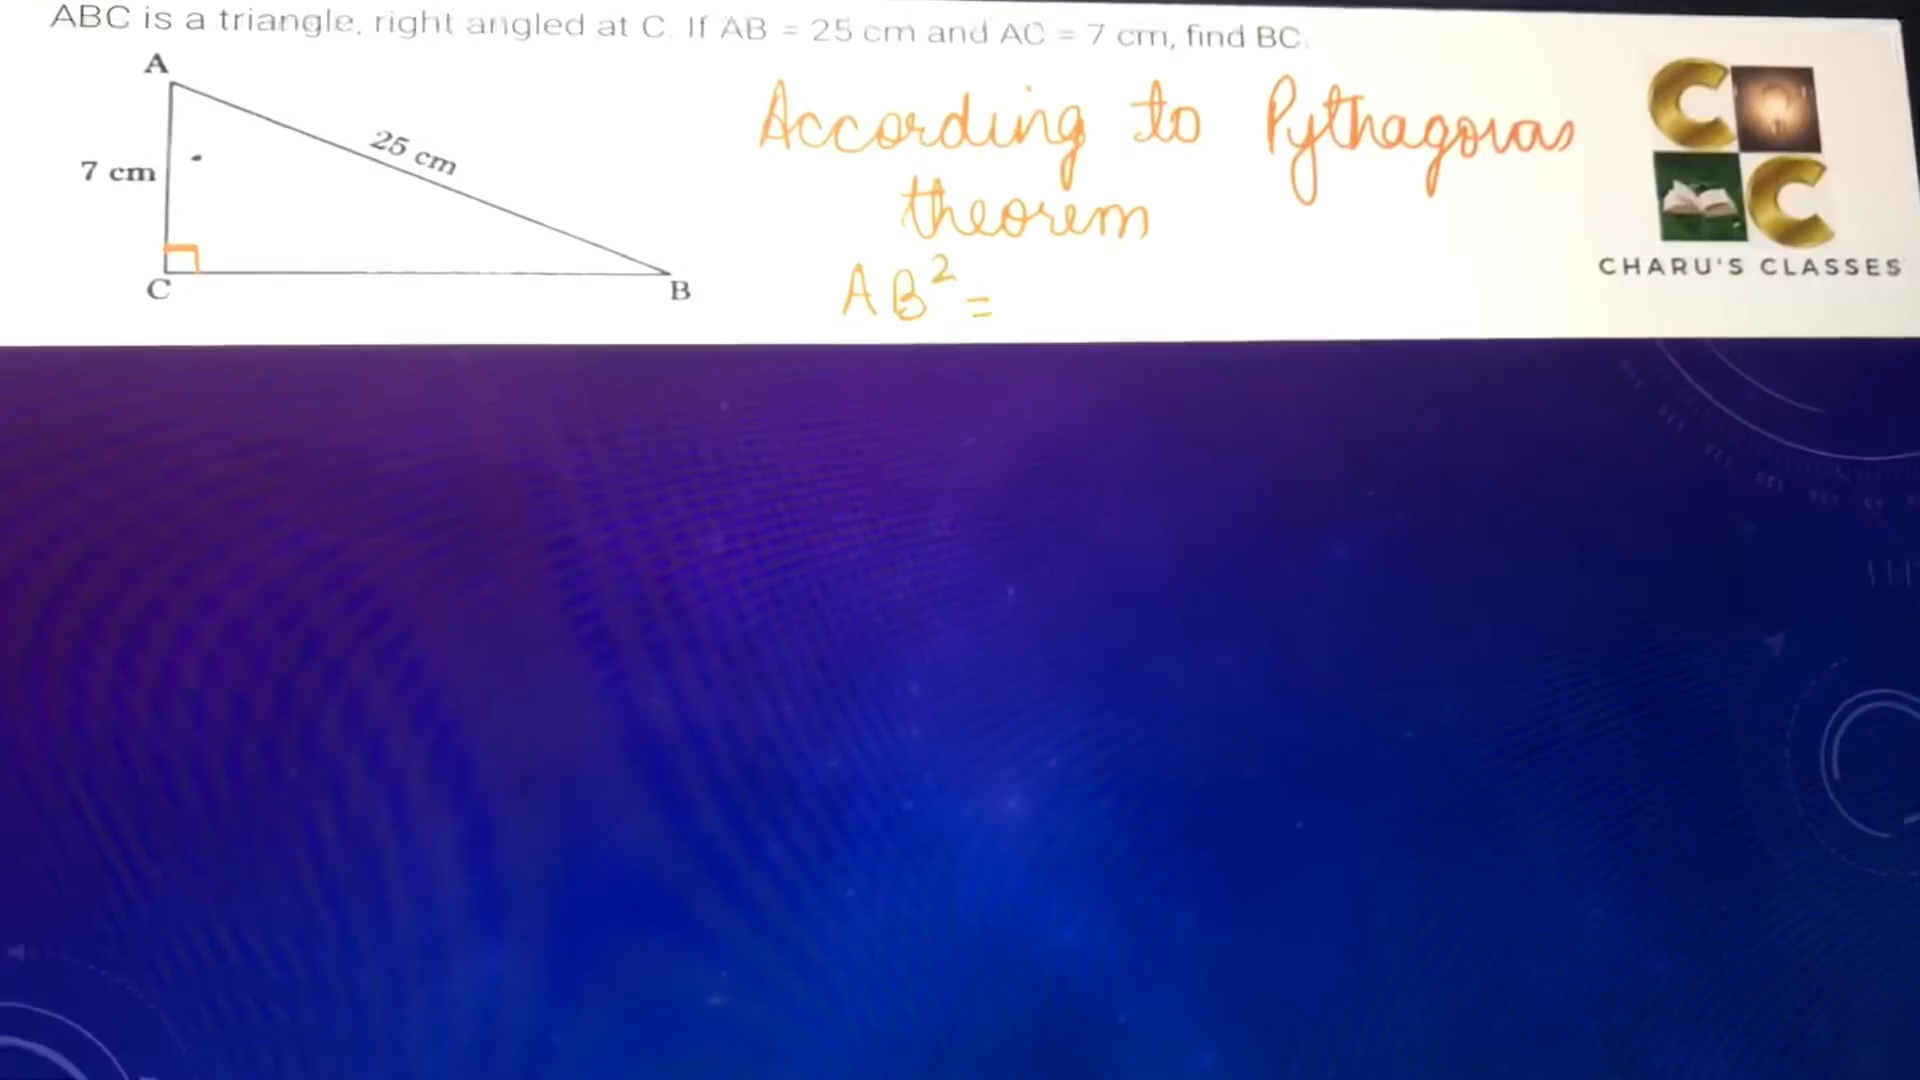 ABC is a triangle, right angled at C. If AB = 25 cm and AC = 7 cm, find BC.
A
25 cm
7 cm
C
B
According to Pythagoras
theorem
AB² =
CHARU'S CLASSES